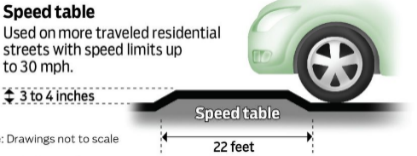 Speed table
Used on more traveled residential
streets with speed limits up
to 30 mph.
3 to 4 inches
Speed table
: Drawings not to scale
22 feet